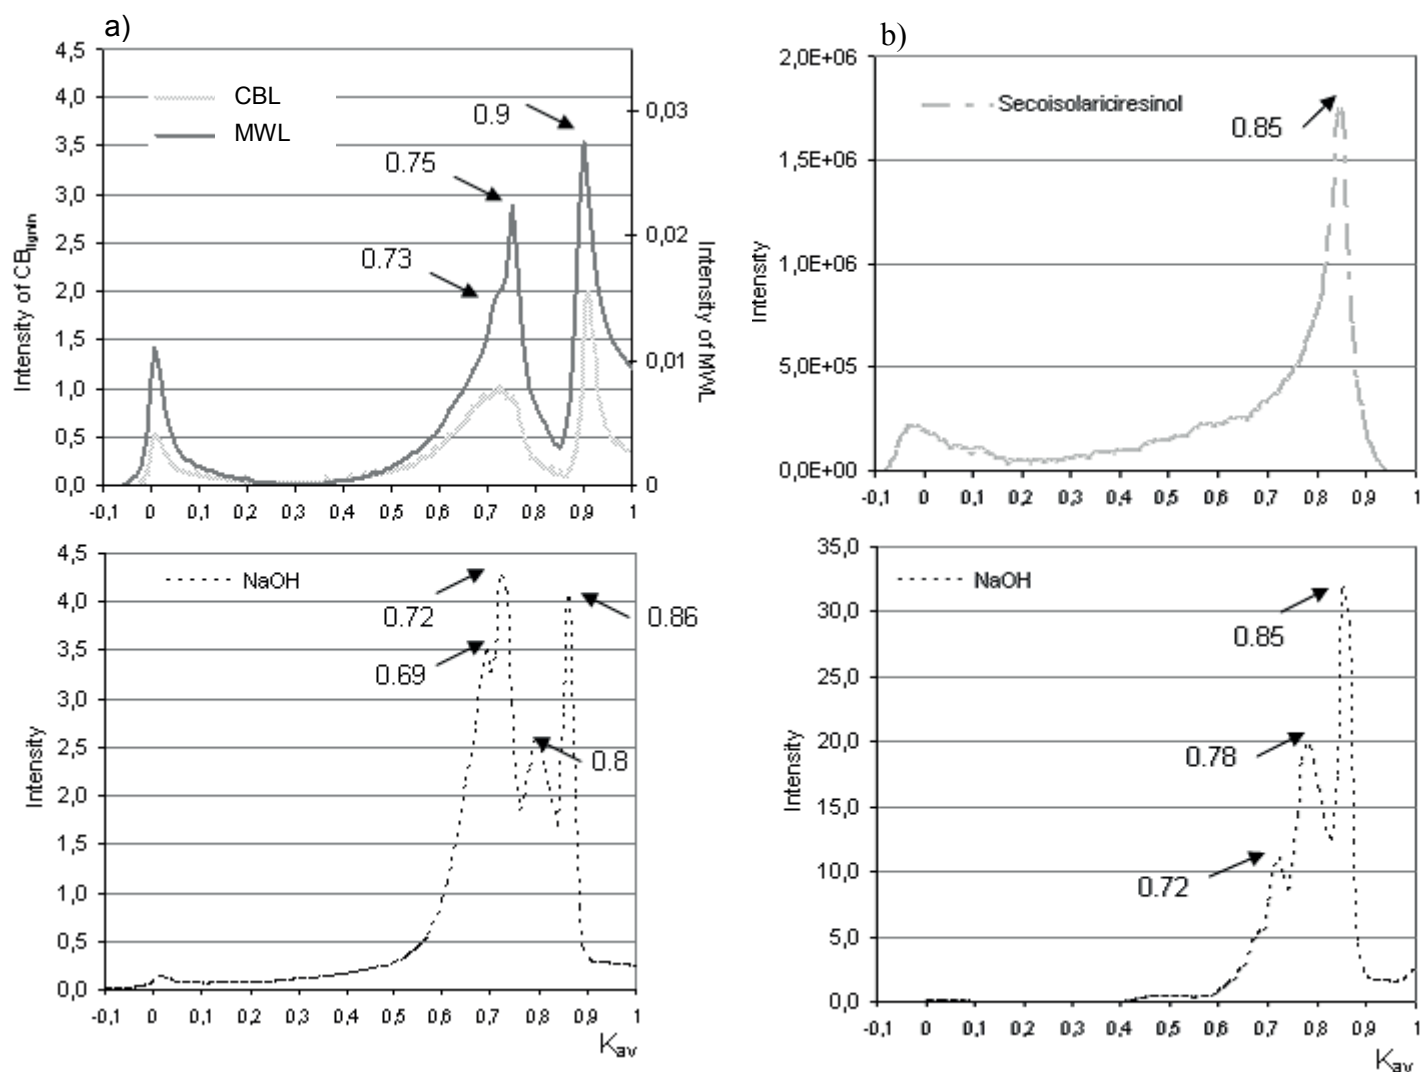 a)
4,5
4,0
3,5
3,0
2,5
2,0
1,5
1,0
0,5
0,0
Intensity of CBlignin
CBL
MWL
0.9
0.75
0.73
0,03
0,02
0,01
0
Intensity of MWL
-0,1 0 0,1 0,2 0,3 0,4 0,5 0,6 0,7 0,8 0,9 1
b)
2,0E+06
1,5E+06
1,0E+06
5,0E+05
0,0E+00
Intensity
Secoisolariciresinol
0.85
-0,1 0 0,1 0,2 0,3 0,4 0,5 0,6 0,7 0,8 0,9 1
4,5
4,0
3,5
3,0
2,5
2,0
1,5
1,0
0,5
0,0
Intensity
NaOH
0.72
0.69
0.86
0.8
-0,1 0 0,1 0,2 0,3 0,4 0,5 0,6 0,7 0,8 0,9 1
Kav
35,0
30,0
25,0
20,0
15,0
10,0
5,0
0,0
Intensity
NaOH
0.85
0.78
0.72
-0,1 0 0,1 0,2 0,3 0,4 0,5 0,6 0,7 0,8 0,9 1
Kav